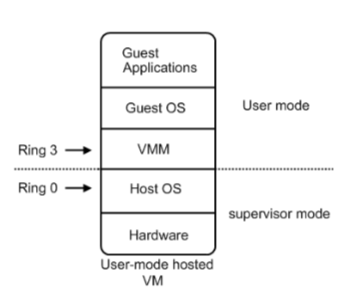 Guest
Applications
Guest OS
User mode
Ring 3
VMM
Ring 0
Host OS
supervisor mode
Hardware
User-mode hosted
VM